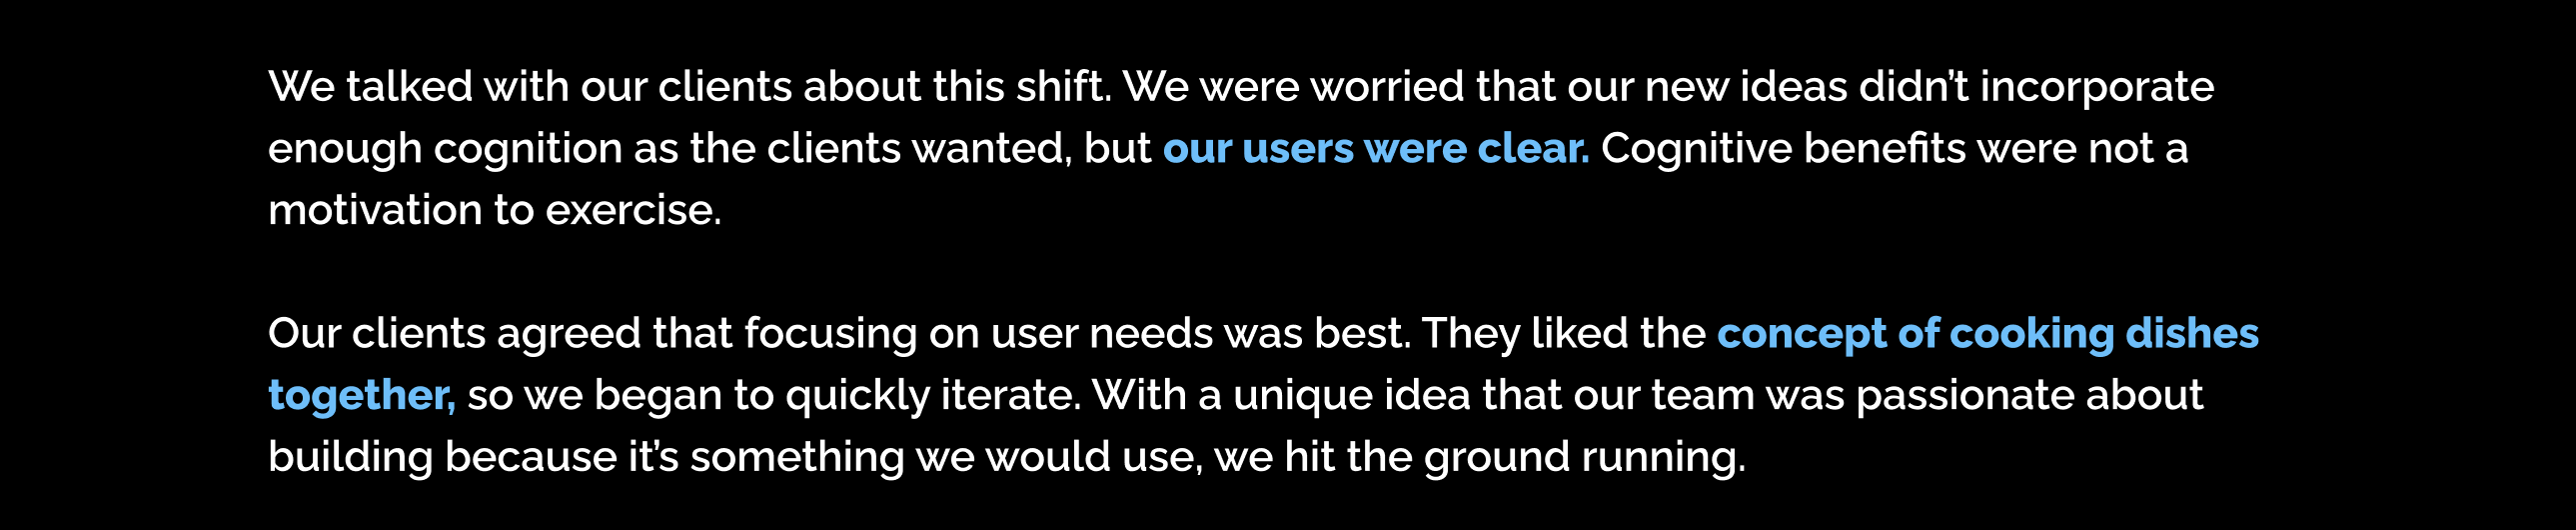 We talked with our clients about this shift. We were worried that our new ideas didn’t incorporate
enough cognition as the clients wanted, but our users were clear. Cognitive benefits were not a
motivation to exercise.
Our clients agreed that focusing on user needs was best. They liked the concept of cooking dishes
together, so we began to quickly iterate. With a unique idea that our team was passionate about
building because it’s something we would use, we hit the ground running.